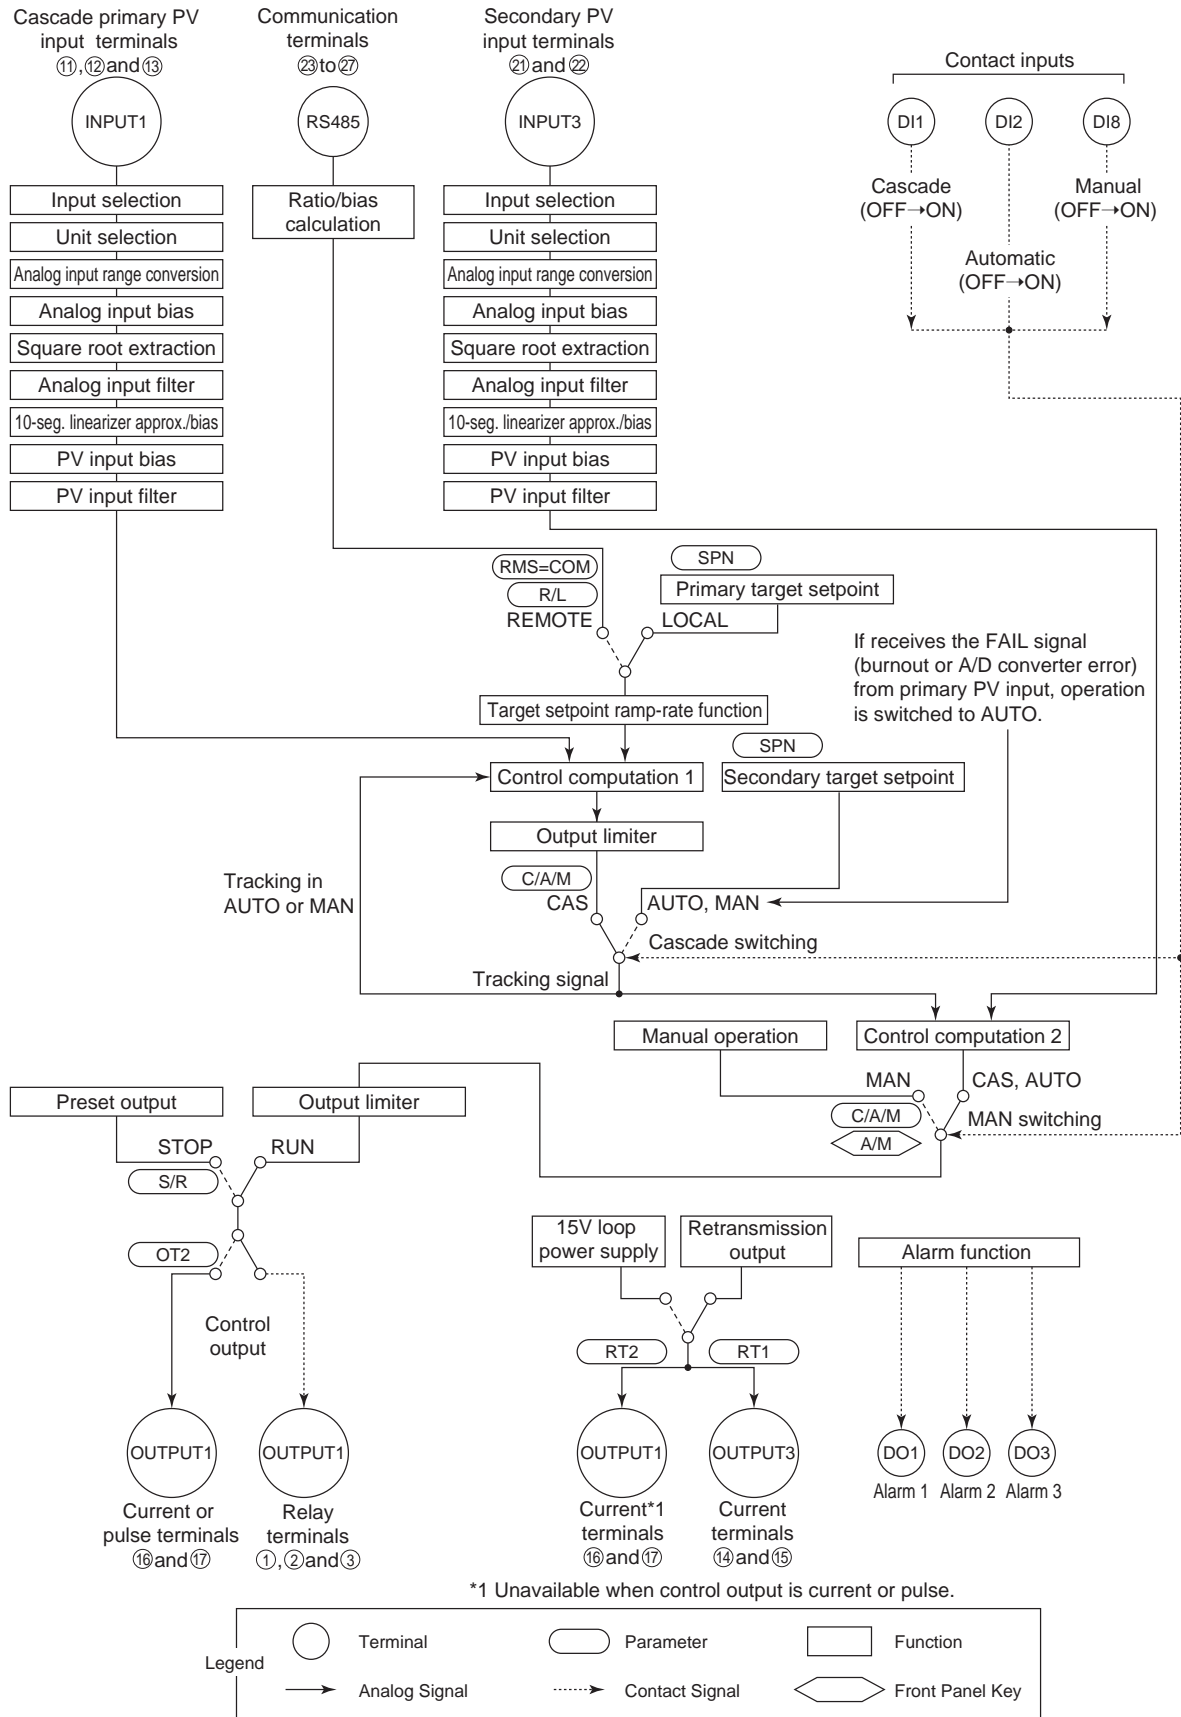 Cascade primary PV
input terminals
⑪,⑫and⑬
INPUT1
Communication
terminals
㉓to㉗
RS485
Secondary PV
input terminals
㉑and㉒
INPUT3
Contact inputs
DI1
DI2
DI8
Cascade
(OFF→ON)
Automatic
(OFF→ON)
Manual
(OFF→ON)
Input selection
Unit selection
Analog input range conversion
Analog input bias
Square root extraction
Analog input filter
10-seg. linearizer approx./bias
PV input bias
PV input filter
Ratio/bias
calculation
Input selection
Unit selection
Analog input range conversion
Analog input bias
Square root extraction
Analog input filter
10-seg. linearizer approx./bias
PV input bias
PV input filter
RMS=COM
R/L
REMOTE
SPN
Primary target setpoint
LOCAL
If receives the FAIL signal
(burnout or A/D converter error)
from primary PV input, operation
is switched to AUTO.
Target setpoint ramp-rate function
SPN
Control computation 1
Secondary target setpoint
Output limiter
Tracking in
AUTO or MAN
C/A/M
CAS
AUTO, MAN
Cascade switching
Tracking signal
Manual operation
Control computation 2
MAN
CAS, AUTO
C/A/M
A/M
MAN switching
Preset output
Output limiter
STOP
RUN
S/R
OT2
Control
output
15V loop
power supply
Retransmission
output
Alarm function
RT2
RT1
OUTPUT1
OUTPUT1
OUTPUT1
OUTPUT3
DO1
DO2
DO3
Alarm 1
Alarm 2
Alarm 3
Current or
pulse terminals
⑯and⑰
Relay
terminals
①,②and③
Current*1
terminals
⑯and⑰
Current
terminals
⑭and⑮
*1 Unavailable when control output is current or pulse.
Legend
Terminal
Parameter
Function
Analog Signal
Contact Signal
Front Panel Key